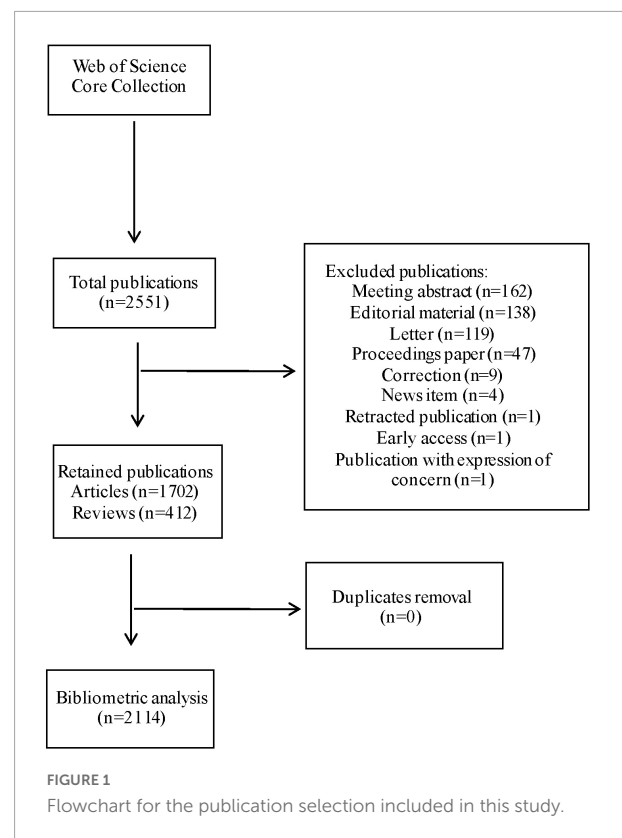 Web of Science
Core Collection
Total publications
(n=2551)
Excluded publications:
Meeting abstract (n=162)
Editorial material (n=138)
Letter (n=119)
Proceedings paper (n=47)
Correction (n=9)
News item (n=4)
Retracted publication (n=1)
Early access (n=1)
Publication with expression of
concern (n=1)
Retained publications
Articles (n=1702)
Reviews (n=412)
Duplicates removal
(n=0)
Bibliometric analysis
(n=2114)
FIGURE 1
Flowchart for the publication selection included in this study.